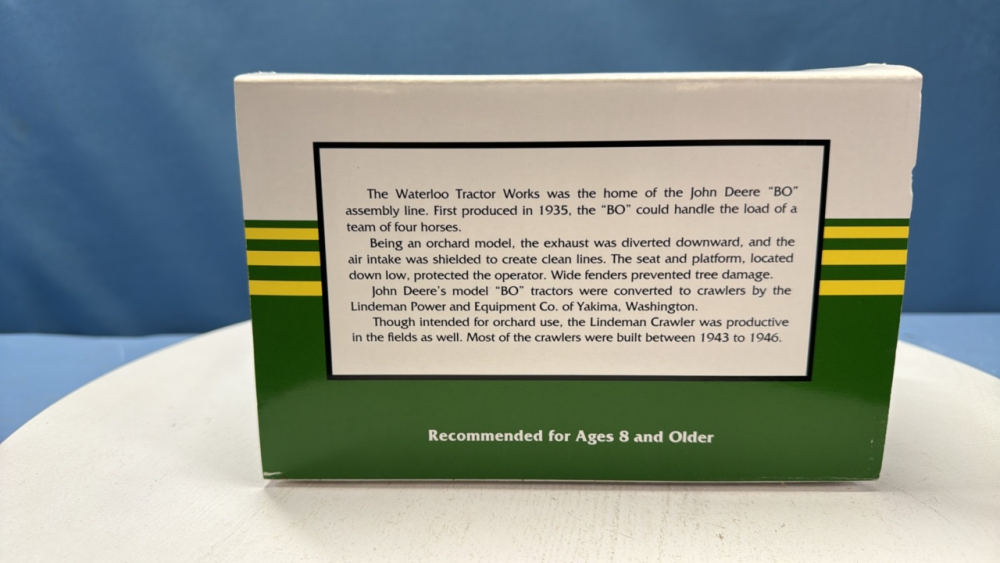 The Waterloo Tractor Works was the home of the John Deere "BO"
assembly line. First produced in 1935, the "BO" could handle the load of a
team of four horses.
Being an orchard model, the exhaust was diverted downward, and the
air intake was shielded to create clean lines. The seat and platform, located
down low, protected the operator. Wide fenders prevented tree damage.
John Deere's model "BO" tractors were converted to crawlers by the
Lindeman Power and Equipment Co. of Yakima, Washington.
Though intended for orchard use, the Lindeman Crawler was productive
in the fields as well. Most of the crawlers were built between 1943 to 1946.
Recommended for Ages 8 and Older